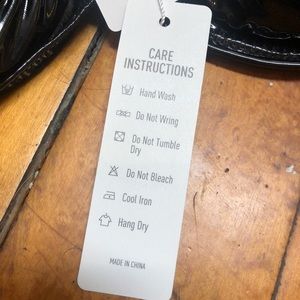 CARE
INSTRUCTIONS
Hand Wash
Do Not Wring
Do Not Tumble
Dry
Do Not Bleach
Cool Iron
Hang Dry
MADE IN CHINA